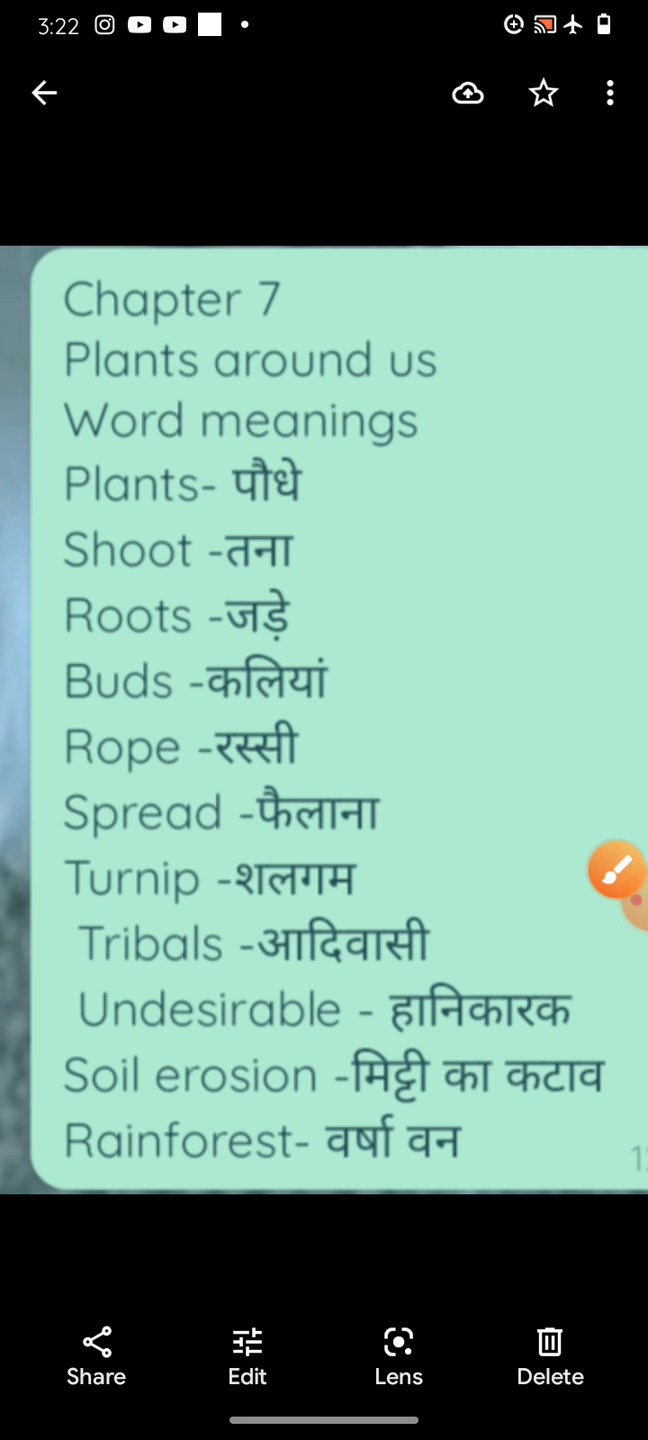 3:22
Chapter 7
Plants around us
Word meanings
Plants- पौधे
Shoot -तना
Roots -जड़े
Buds -कलियां
Rope -रस्सी
Spread -फैलाना
Turnip -शलगम
Tribals -आदिवासी
Undesirable - हानिकारक
Soil erosion -मिट्टी का कटाव
Rainforest- वर्षा वन
Share Edit Lens Delete